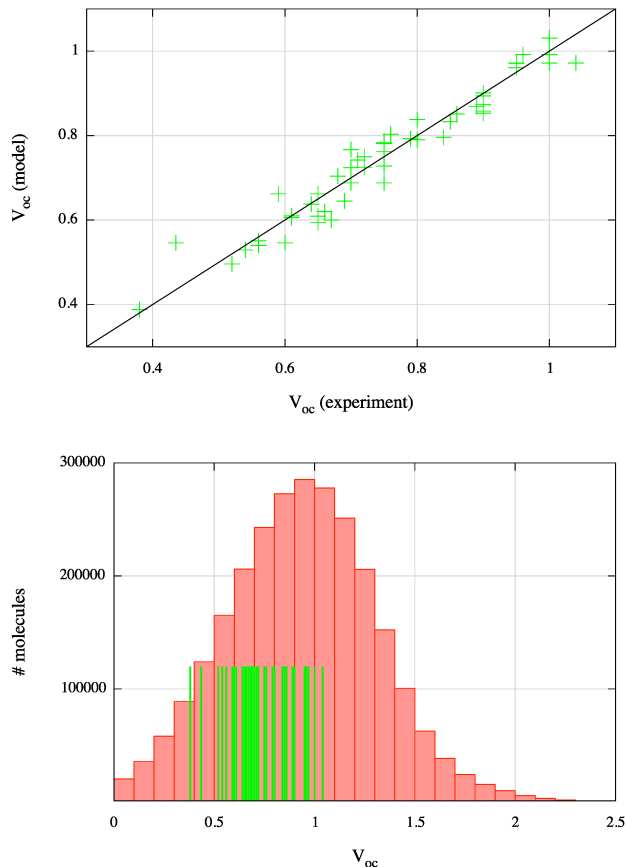 1
0.8
0.6
0.4
V_oc (model)
0.4 0.6 0.8 1
V_oc (experiment)
300000
200000
100000
# molecules
0 0.5 1 1.5 2 2.5
V_oc